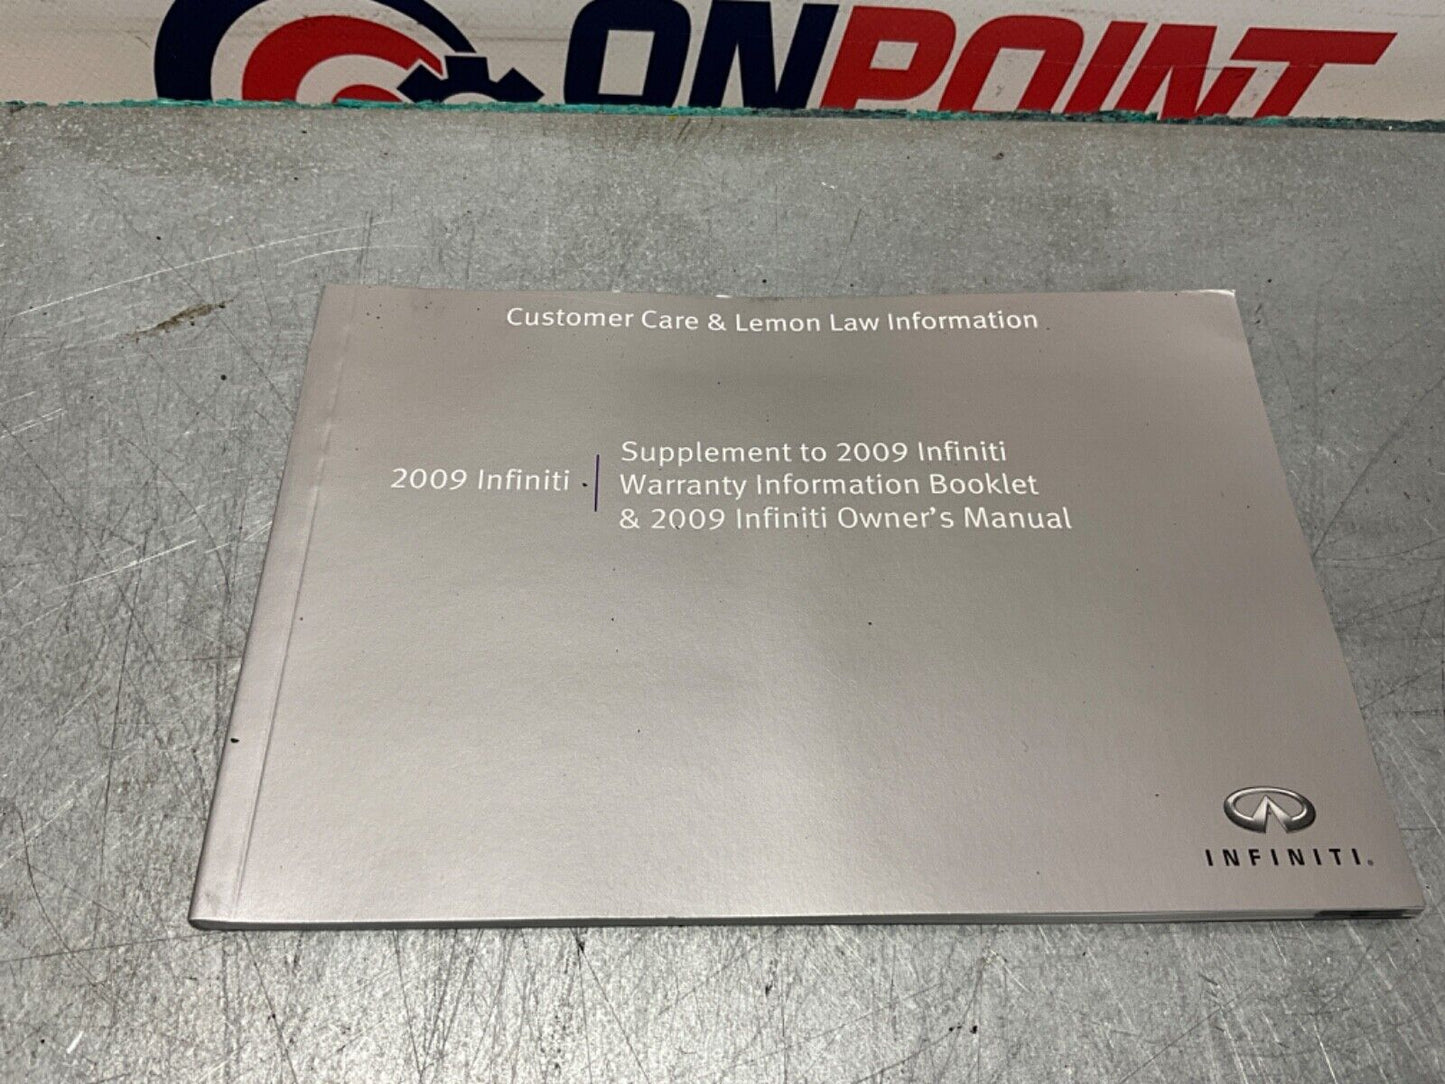 ONPOINT
Customer Care & Lemon Law Information
2009 Infiniti
Supplement to 2009 Infiniti
Warranty Information Booklet
& 2009 Infiniti Owner's Manual
INFINITI®